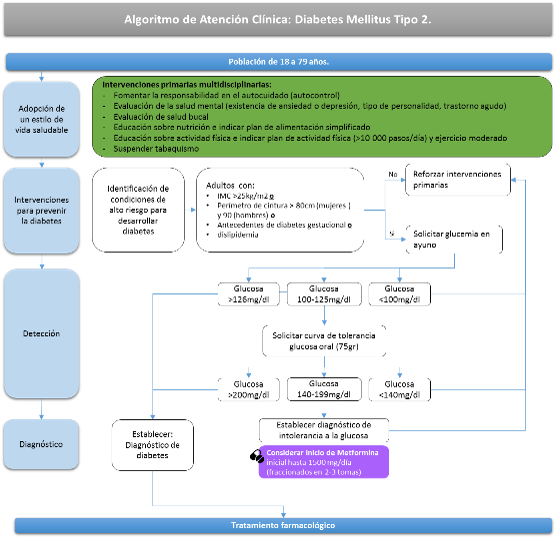 Algoritmo de Atención Clínica: Diabetes Mellitus Tipo 2.
Población de 18 a 79 años.
Adopción de
un estilo de
vida saludable
Intervenciones primarias multidisciplinarias:
- Fomentar la responsabilidad en el autocuidado (autocontrol)
- Evaluación de la salud mental (existencia de ansiedad o depresión, tipo de personalidad, trastorno agudo)
- Evaluación de salud bucal
- Educación sobre nutrición e indicar plan de alimentación simplificado
- Educación sobre actividad física e indicar plan de actividad física (>10 000 pasos/día) y ejercicio moderado
- Suspender tabaquismo
Intervenciones
para prevenir
la diabetes
Identificación de
condiciones de
alto riesgo para
desarrollar
diabetes
Adultos con:
• IMC >25kg/m2 o
• Perímetro de cintura > 80cm (mujeres )
y 90 (hombres) o
• Antecedentes de diabetes gestacional o
• dislipidemia
No
Reforzar intervenciones
primarias
Sí
Solicitar glucemia en
ayuno
Detección
Glucosa
>126mg/dl
Glucosa
100-125mg/dl
Glucosa
<100mg/dl
Solicitar curva de tolerancia
glucosa oral (75gr)
Glucosa
>200mg/dl
Glucosa
140-199mg/dl
Glucosa
<140mg/dl
Diagnóstico
Establecer:
Diagnóstico de
diabetes
Establecer diagnóstico de
intolerancia a la glucosa
Considerar Inicio de Metformina
inicial hasta 1500 mg/día
(fraccionados en 2-3 tomas)
Tratamiento farmacológico